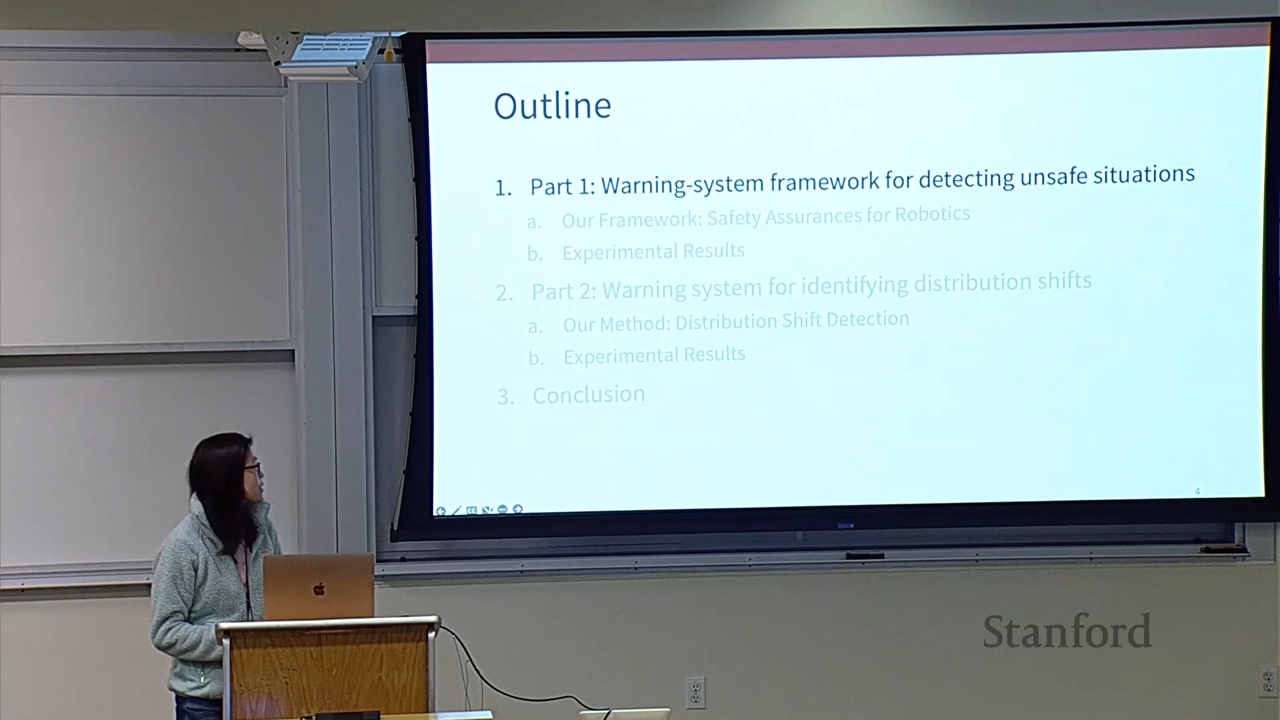 Outline
1. Part 1: Warning-system framework for detecting unsafe situations
a. Our Framework: Safety Assurances for Robotics
b. Experimental Results
2. Part 2: Warning system for identifying distribution shifts
a. Our Method: Distribution Shift Detection
b. Experimental Results
3. Conclusion
4
Stanford